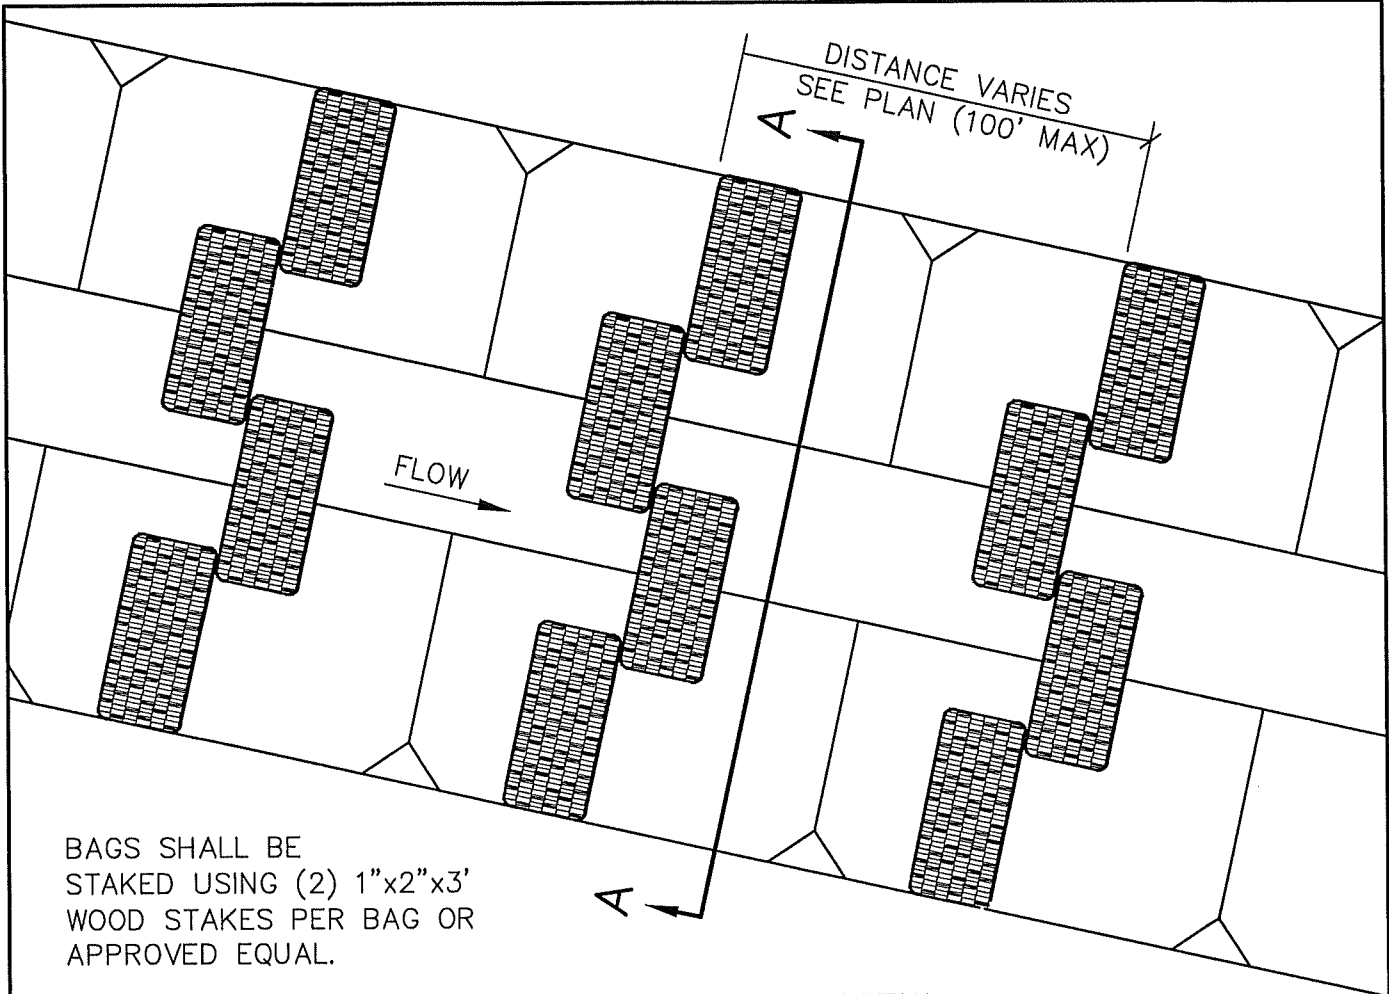 DISTANCE VARIES
SEE PLAN (100' MAX)
A
FLOW
BAGS SHALL BE
STAKED USING (2) 1"x2"x3'
WOOD STAKES PER BAG OR
APPROVED EQUAL.
A